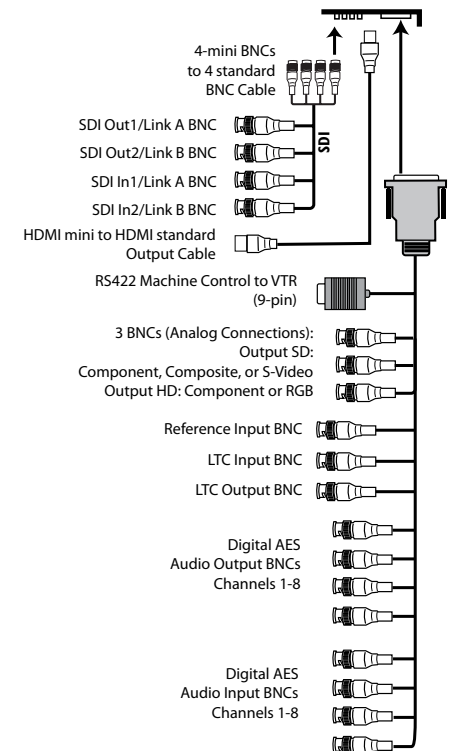 4-mini BNCs
to 4 standard
BNC Cable
SDI
SDI Out1/Link A BNC
SDI Out2/Link B BNC
SDI In1/Link A BNC
SDI In2/Link B BNC
HDMI mini to HDMI standard
Output Cable
RS422 Machine Control to VTR
(9-pin)
3 BNCs (Analog Connections):
Output SD:
Component, Composite, or S-Video
Output HD: Component or RGB
Reference Input BNC
LTC Input BNC
LTC Output BNC
Digital AES
Audio Output BNCs
Channels 1-8
Digital AES
Audio Input BNCs
Channels 1-8